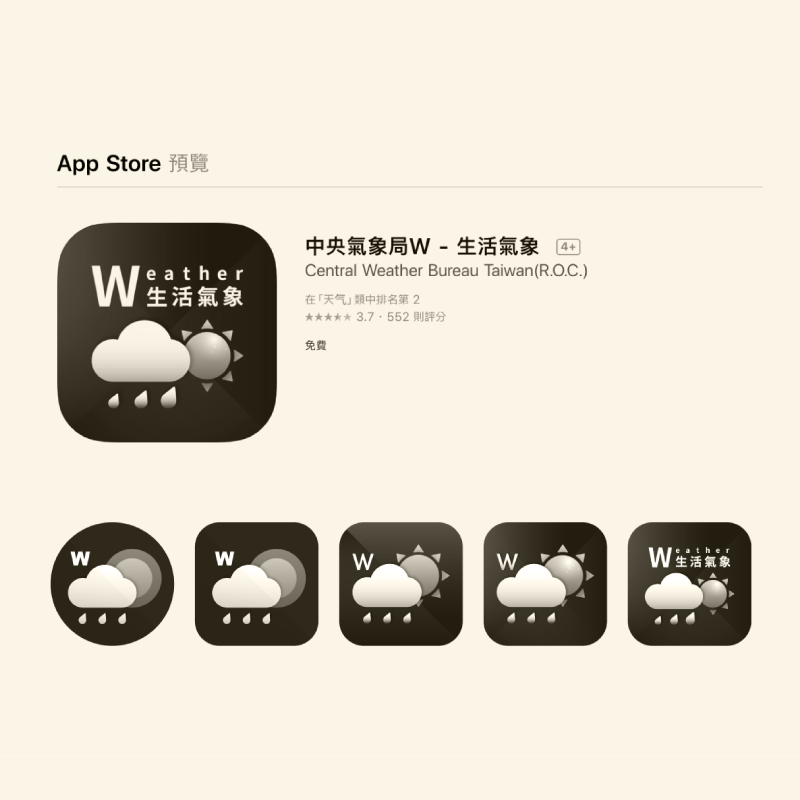 App Store 預覽
Weather
生活氣象
中央氣象局W - 生活氣象 4+
Central Weather Bureau Taiwan(R.O.C.)
在「天气」類中排名第 2
★★★★★ 3.7・552 則評分
免費
W
W
W
W
Weather
生活氣象